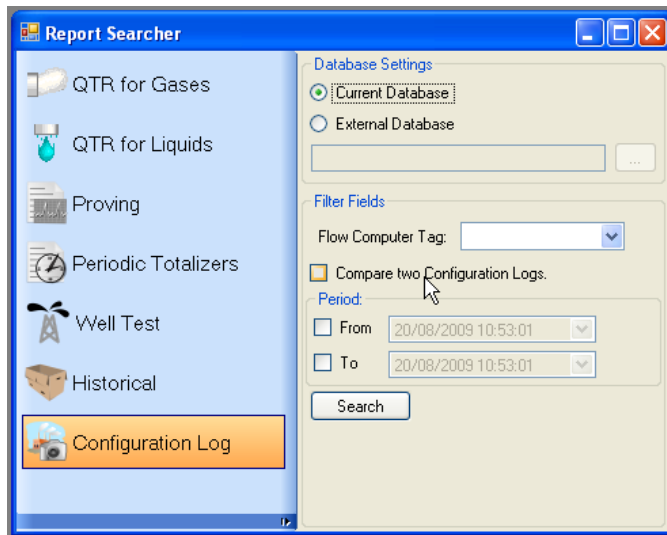 Report Searcher
QTR for Gases
QTR for Liquids
Proving
Periodic Totalizers
Well Test
Historical
Configuration Log
Database Settings
Current Database
External Database
...
Filter Fields
Flow Computer Tag:
Compare two Configuration Logs.
Period:
From 20/08/2009 10:53:01
To 20/08/2009 10:53:01
Search